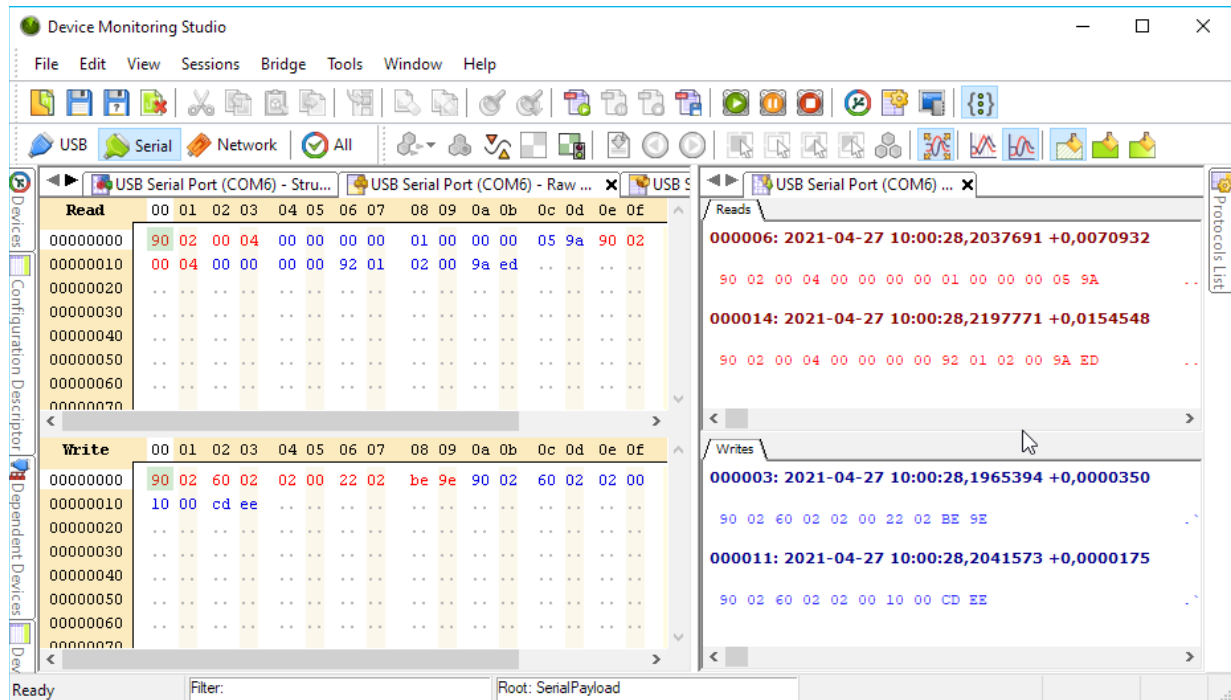 Device Monitoring Studio
File Edit View Sessions Bridge Tools Window Help
USB Serial Network All
Devices
Configuration Descriptor
Dependent Devices
Dev
USB Serial Port (COM6) - Stru... USB Serial Port (COM6) - Raw ... USB S
Read 00 01 02 03 04 05 06 07 08 09 0a 0b 0c 0d 0e 0f
00000000 90 02 00 04 00 00 00 00 01 00 00 00 05 9a 90 02
00000010 00 04 00 00 00 00 92 01 02 00 9a ed .. .. .. ..
00000020 .. .. .. .. .. .. .. .. .. .. .. .. .. .. .. ..
00000030 .. .. .. .. .. .. .. .. .. .. .. .. .. .. .. ..
00000040 .. .. .. .. .. .. .. .. .. .. .. .. .. .. .. ..
00000050 .. .. .. .. .. .. .. .. .. .. .. .. .. .. .. ..
00000060 .. .. .. .. .. .. .. .. .. .. .. .. .. .. .. ..
00000070
Write 00 01 02 03 04 05 06 07 08 09 0a 0b 0c 0d 0e 0f
00000000 90 02 60 02 02 00 22 02 be 9e 90 02 60 02 02 00
00000010 10 00 cd ee .. .. .. .. .. .. .. .. .. .. .. ..
00000020 .. .. .. .. .. .. .. .. .. .. .. .. .. .. .. ..
00000030 .. .. .. .. .. .. .. .. .. .. .. .. .. .. .. ..
00000040 .. .. .. .. .. .. .. .. .. .. .. .. .. .. .. ..
00000050 .. .. .. .. .. .. .. .. .. .. .. .. .. .. .. ..
00000060 .. .. .. .. .. .. .. .. .. .. .. .. .. .. .. ..
00000070
USB Serial Port (COM6) ...
Reads
000006: 2021-04-27 10:00:28,2037691 +0,0070932
90 02 00 04 00 00 00 00 01 00 00 00 05 9A ..
000014: 2021-04-27 10:00:28,2197771 +0,0154548
90 02 00 04 00 00 00 00 92 01 02 00 9A ED ..
Writes
000003: 2021-04-27 10:00:28,1965394 +0,0000350
90 02 60 02 02 00 22 02 BE 9E .`
000011: 2021-04-27 10:00:28,2041573 +0,0000175
90 02 60 02 02 00 10 00 CD EE .`
Protocols List
Ready Filter: Root: SerialPayload